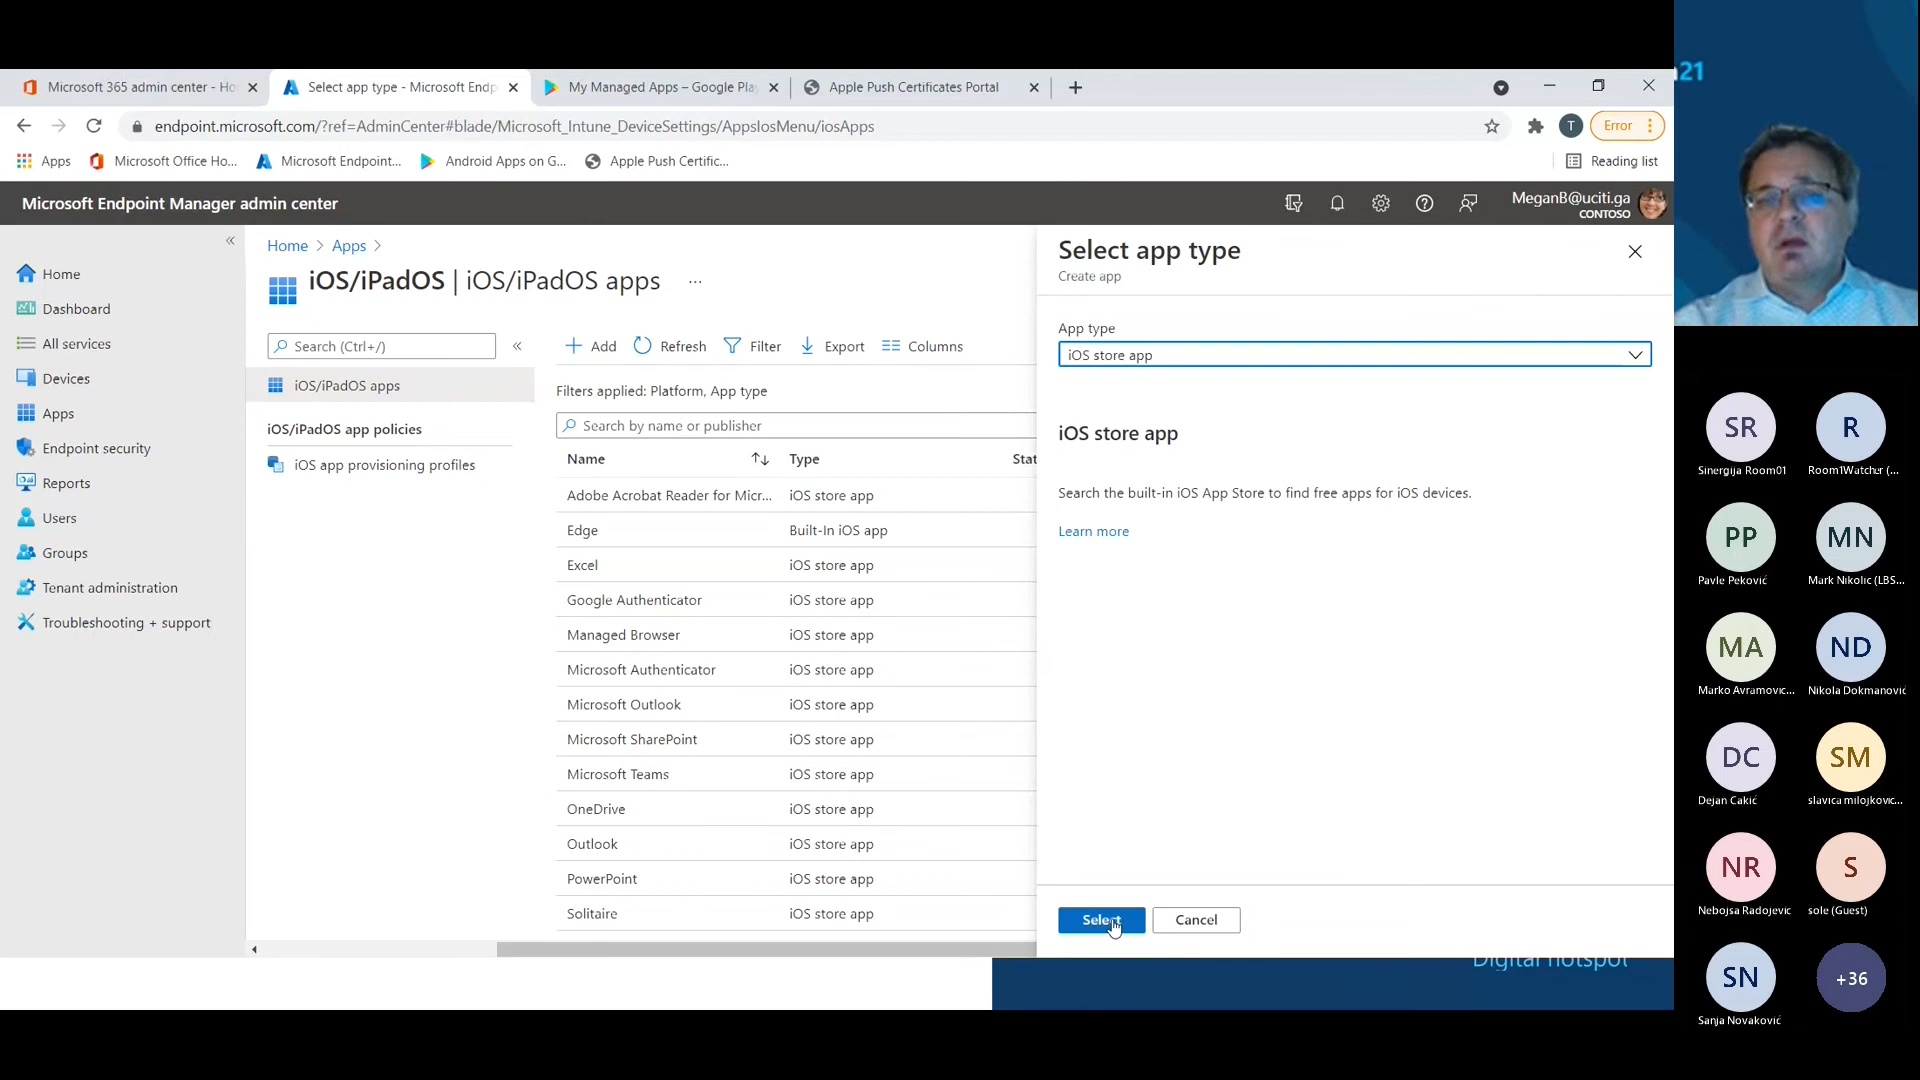 Microsoft 365 admin center - Ho
Select app type - Microsoft Endp
My Managed Apps – Google Pla
Apple Push Certificates Portal
endpoint.microsoft.com/?ref=AdminCenter#blade/Microsoft_Intune_DeviceSettings/AppsIosMenu/iosApps
T
Error
Apps
Microsoft Office Ho...
Microsoft Endpoint...
Android Apps on G...
Apple Push Certific...
Reading list
Microsoft Endpoint Manager admin center
MeganB@uciti.ga
CONTOSO
Home
Dashboard
All services
Devices
Apps
Endpoint security
Reports
Users
Groups
Tenant administration
Troubleshooting + support
Home > Apps >
iOS/iPadOS | iOS/iPadOS apps ...
Search (Ctrl+/)
iOS/iPadOS apps
iOS/iPadOS app policies
iOS app provisioning profiles
Add
Refresh
Filter
Export
Columns
Filters applied: Platform, App type
Search by name or publisher
Name Type Stat
Adobe Acrobat Reader for Micr... iOS store app
Edge Built-In iOS app
Excel iOS store app
Google Authenticator iOS store app
Managed Browser iOS store app
Microsoft Authenticator iOS store app
Microsoft Outlook iOS store app
Microsoft SharePoint iOS store app
Microsoft Teams iOS store app
OneDrive iOS store app
Outlook iOS store app
PowerPoint iOS store app
Solitaire iOS store app
Select app type
Create app
App type
iOS store app
iOS store app
Search the built-in iOS App Store to find free apps for iOS devices.
Learn more
Select
Cancel
Digital hotspot
21
SR
Sinergija Room01
R
Room1Watcher (...
PP
Pavle Peković
MN
Mark Nikolic (LBS...
MA
Marko Avramovic...
ND
Nikola Dokmanović
DC
Dejan Cakić
SM
slavica milojkovic...
NR
Nebojsa Radojevic
S
sole (Guest)
SN
Sanja Novaković
+36